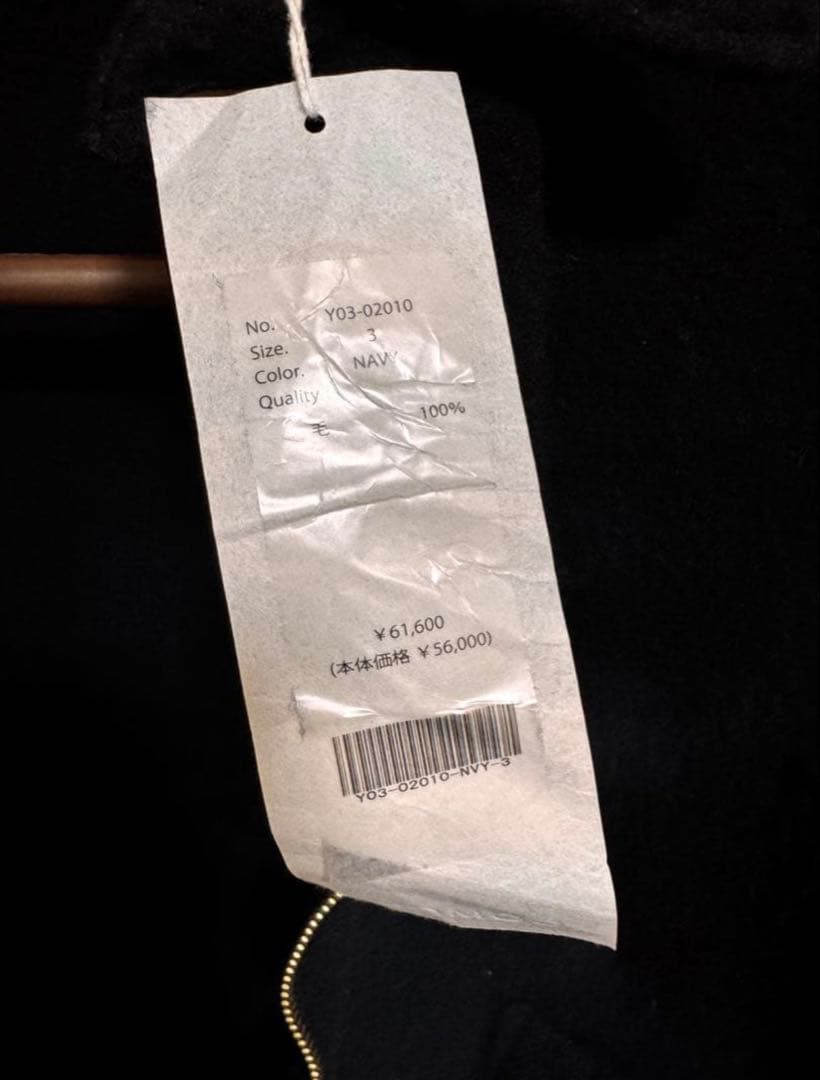 No. Y03-02010
Size. 3
Color. NAVY
Quality
毛 100%
¥61,600
(本体価格 ¥56,000)
Y03-02010-NVY-3